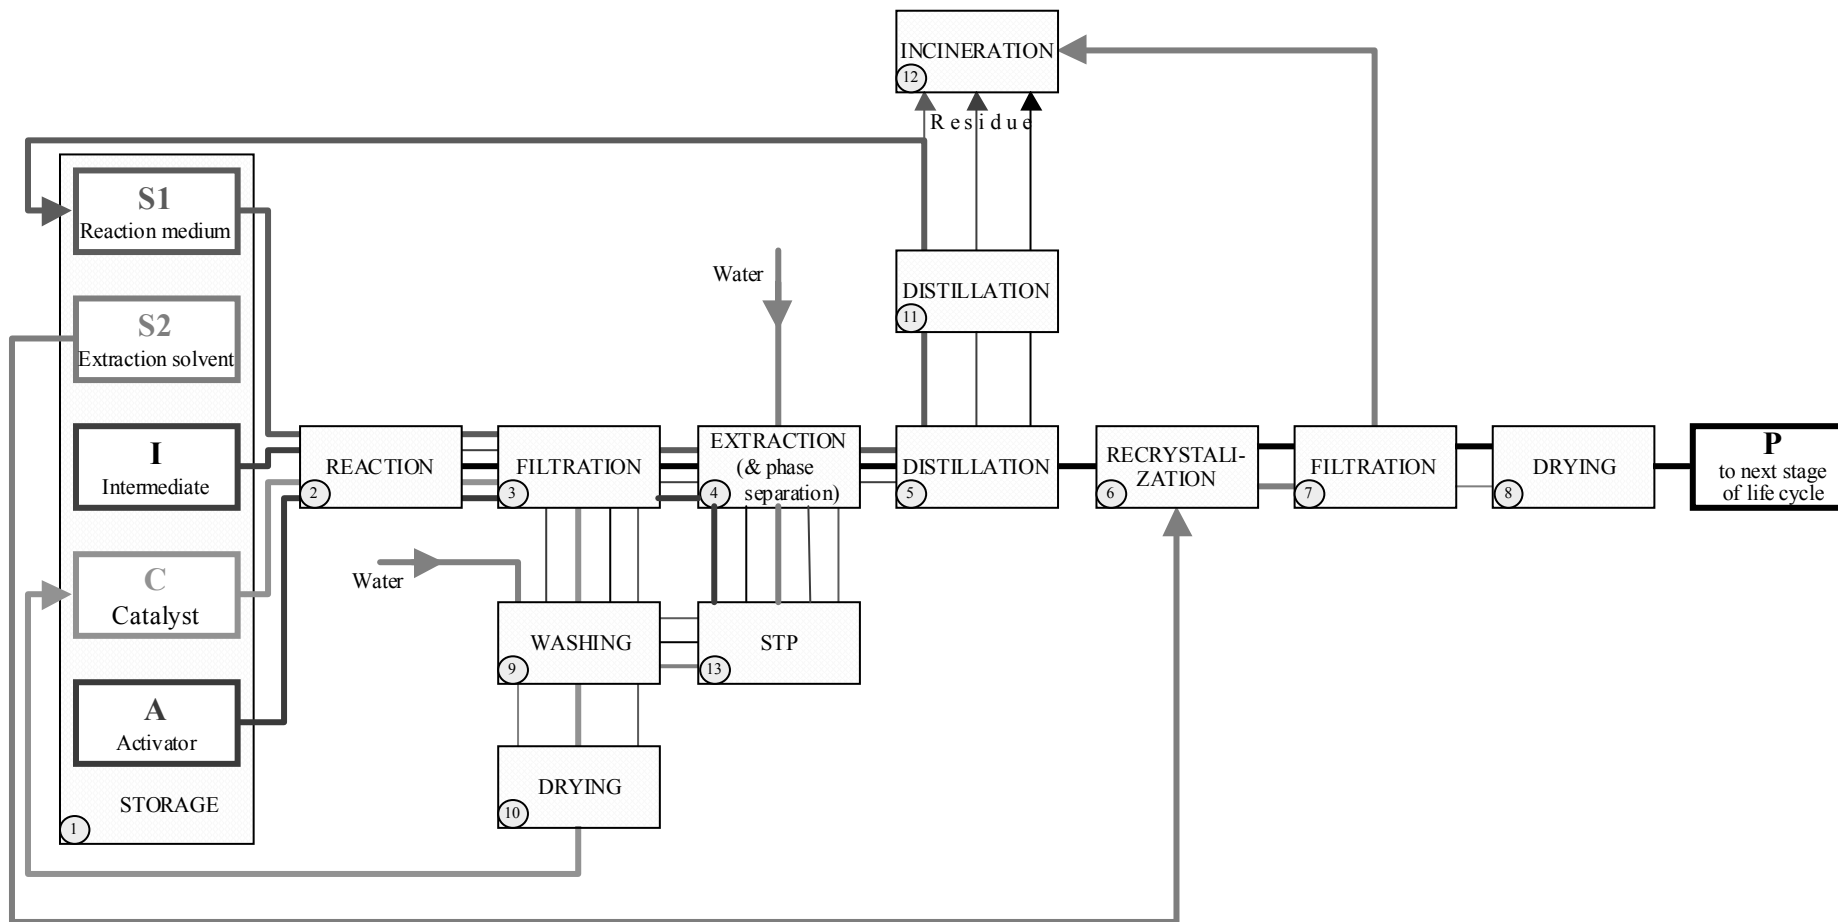 INCINERATION
12
Residue
S1
Reaction medium
S2
Extraction solvent
Water
DISTILLATION
11
I
Intermediate
REACTION
2
FILTRATION
3
EXTRACTION
(& phase
separation)
4
DISTILLATION
5
RECRYSTALI-
ZATION
6
FILTRATION
7
DRYING
8
P
to next stage
of life cycle
C
Catalyst
Water
WASHING
9
STP
13
A
Activator
DRYING
10
STORAGE
1